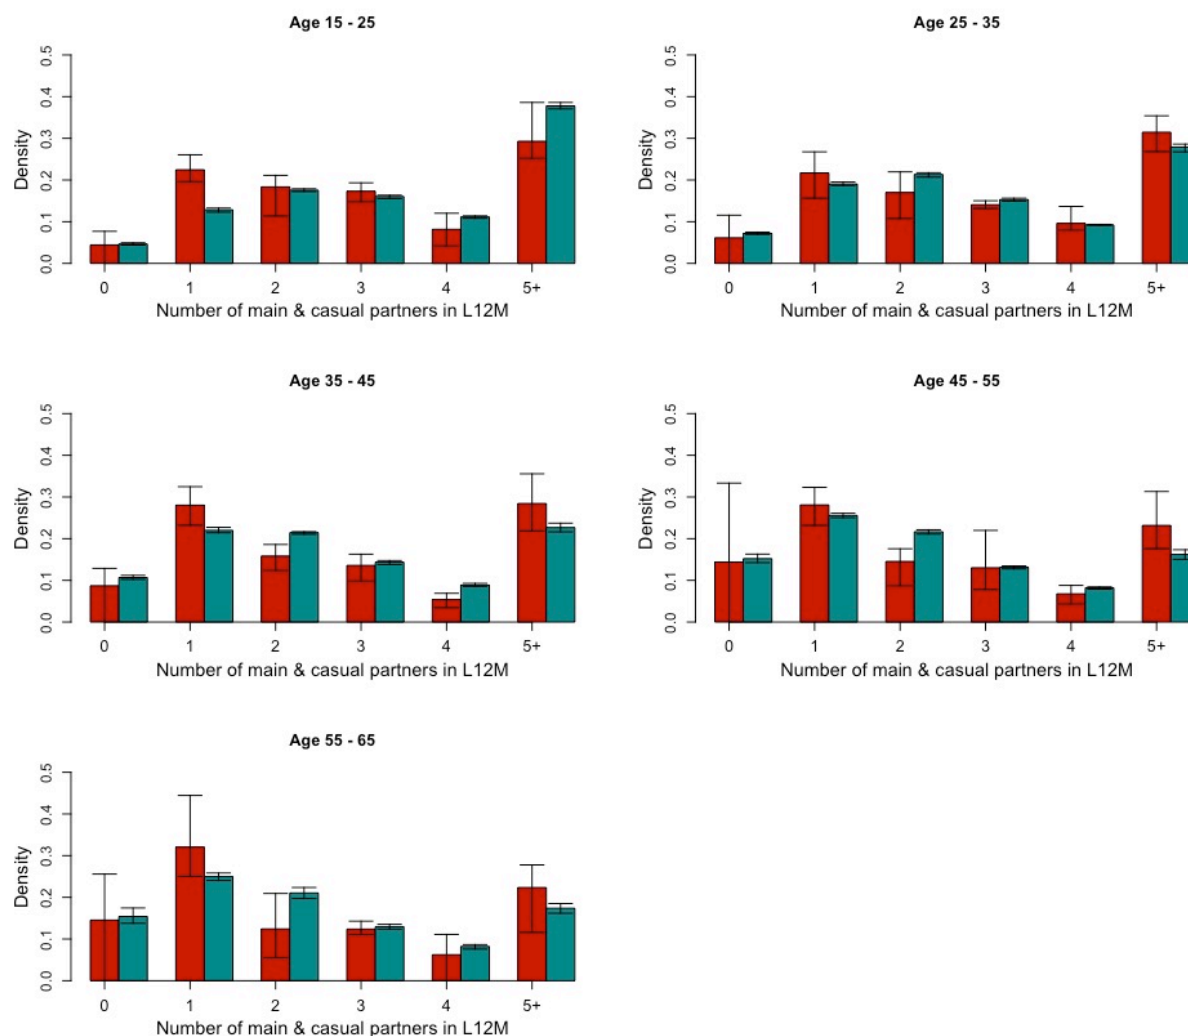 Age 15 - 25
Density
0.0 0.1 0.2 0.3 0.4 0.5
0 1 2 3 4 5+
Number of main & casual partners in L12M
Age 25 - 35
Density
0.0 0.1 0.2 0.3 0.4 0.5
0 1 2 3 4 5+
Number of main & casual partners in L12M
Age 35 - 45
Density
0.0 0.1 0.2 0.3 0.4 0.5
0 1 2 3 4 5+
Number of main & casual partners in L12M
Age 45 - 55
Density
0.0 0.1 0.2 0.3 0.4 0.5
0 1 2 3 4 5+
Number of main & casual partners in L12M
Age 55 - 65
Density
0.0 0.1 0.2 0.3 0.4 0.5
0 1 2 3 4 5+
Number of main & casual partners in L12M